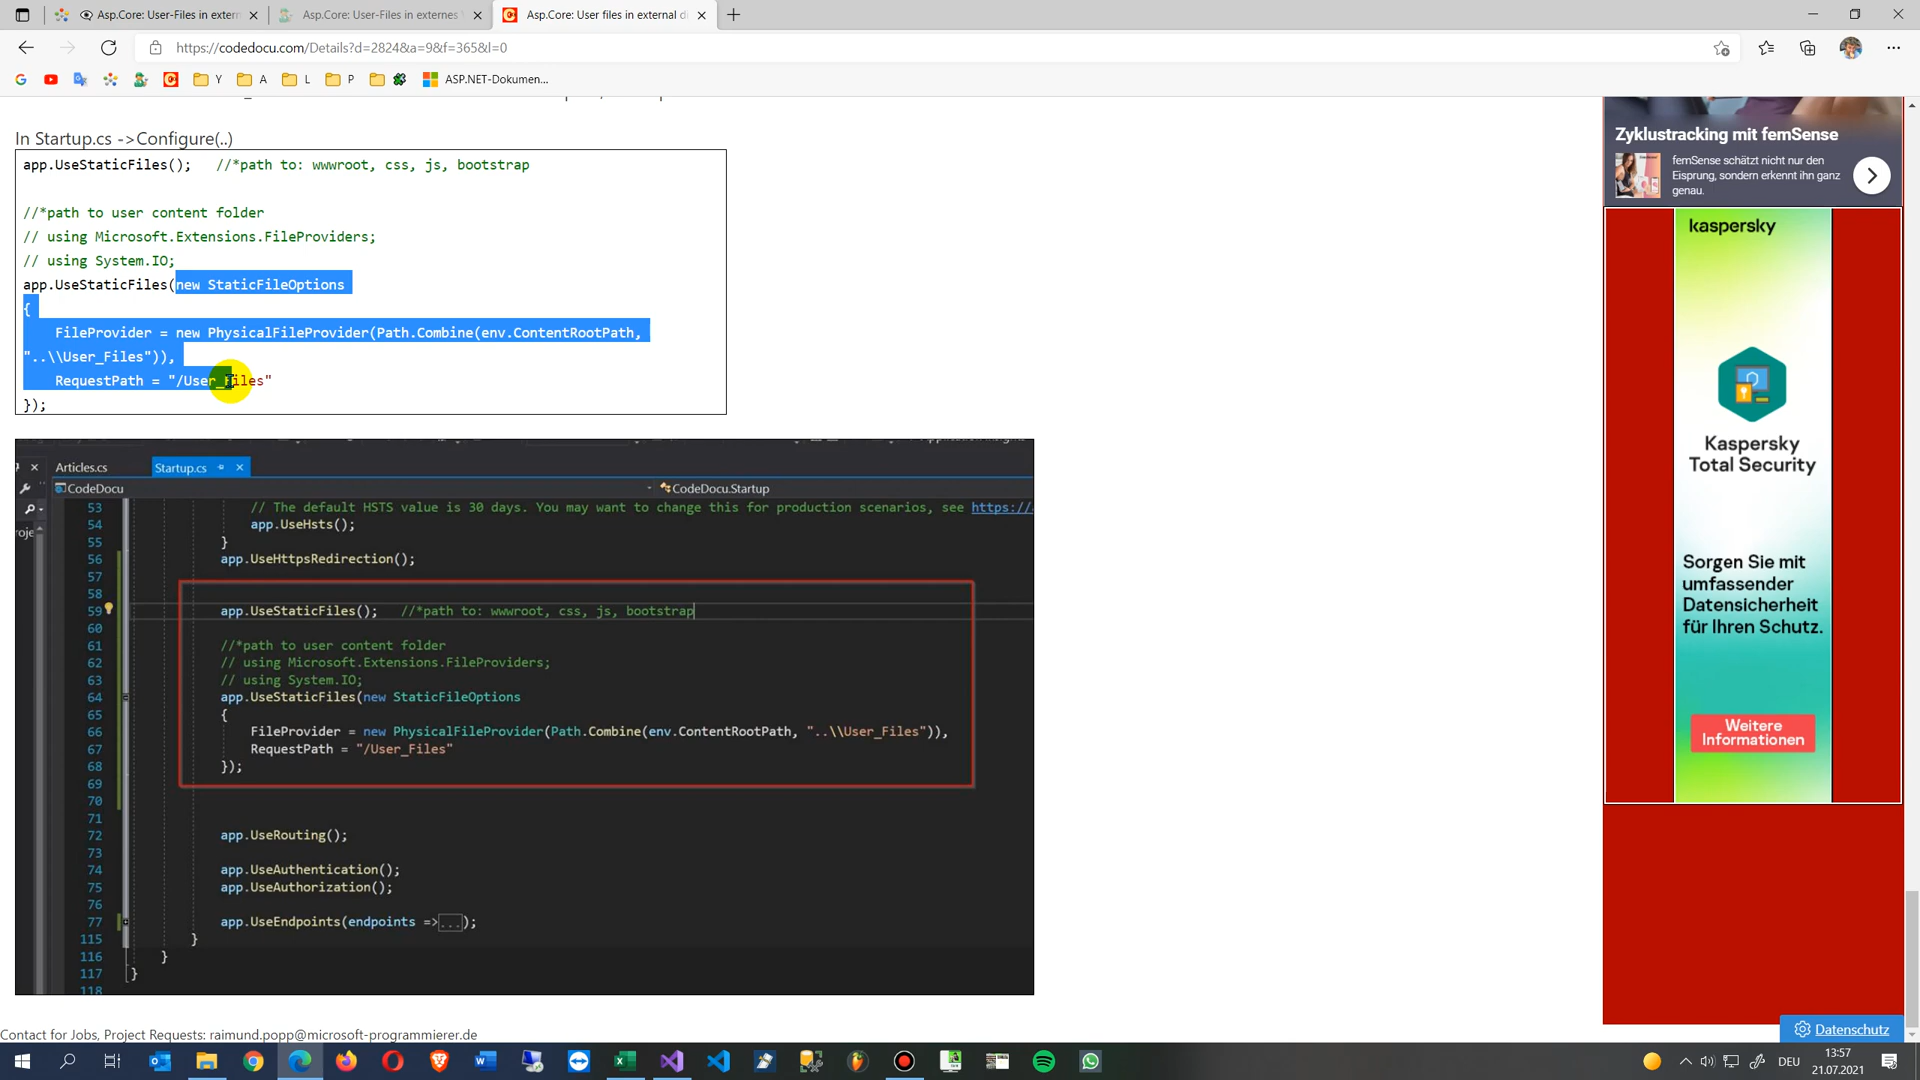 Asp.Core: User-Files in extern
Asp.Core: User-Files in externes V
Asp.Core: User files in external di
https://codedocu.com/Details?d=2824&a=9&f=365&l=0
Y
A
L
P
ASP.NET-Dokumen...
In Startup.cs ->Configure(..)
app.UseStaticFiles();   //*path to: wwwroot, css, js, bootstrap
//*path to user content folder
// using Microsoft.Extensions.FileProviders;
// using System.IO;
app.UseStaticFiles(new StaticFileOptions
{
FileProvider = new PhysicalFileProvider(Path.Combine(env.ContentRootPath,
"..\\User_Files")),
RequestPath = "/User_Files"
});
Articles.cs
Startup.cs
CodeDocu
CodeDocu.Startup
53 // The default HSTS value is 30 days. You may want to change this for production scenarios, see https://
54 app.UseHsts();
55 }
56 app.UseHttpsRedirection();
57
58
59 app.UseStaticFiles();   //*path to: wwwroot, css, js, bootstrap
60
61 //*path to user content folder
62 // using Microsoft.Extensions.FileProviders;
63 // using System.IO;
64 app.UseStaticFiles(new StaticFileOptions
65 {
66 FileProvider = new PhysicalFileProvider(Path.Combine(env.ContentRootPath, "..\\User_Files")),
67 RequestPath = "/User_Files"
68 });
69
70
71
72 app.UseRouting();
73
74 app.UseAuthentication();
75 app.UseAuthorization();
76
77 app.UseEndpoints(endpoints =>...);
115 }
116 }
117 }
118
Contact for Jobs, Project Requests: raimund.popp@microsoft-programmierer.de
Zyklustracking mit femSense
femSense schätzt nicht nur den
Eisprung, sondern erkennt ihn ganz
genau.
kaspersky
Kaspersky
Total Security
Sorgen Sie mit
umfassender
Datensicherheit
für Ihren Schutz.
Weitere
Informationen
Datenschutz
DEU
13:57
21.07.2021